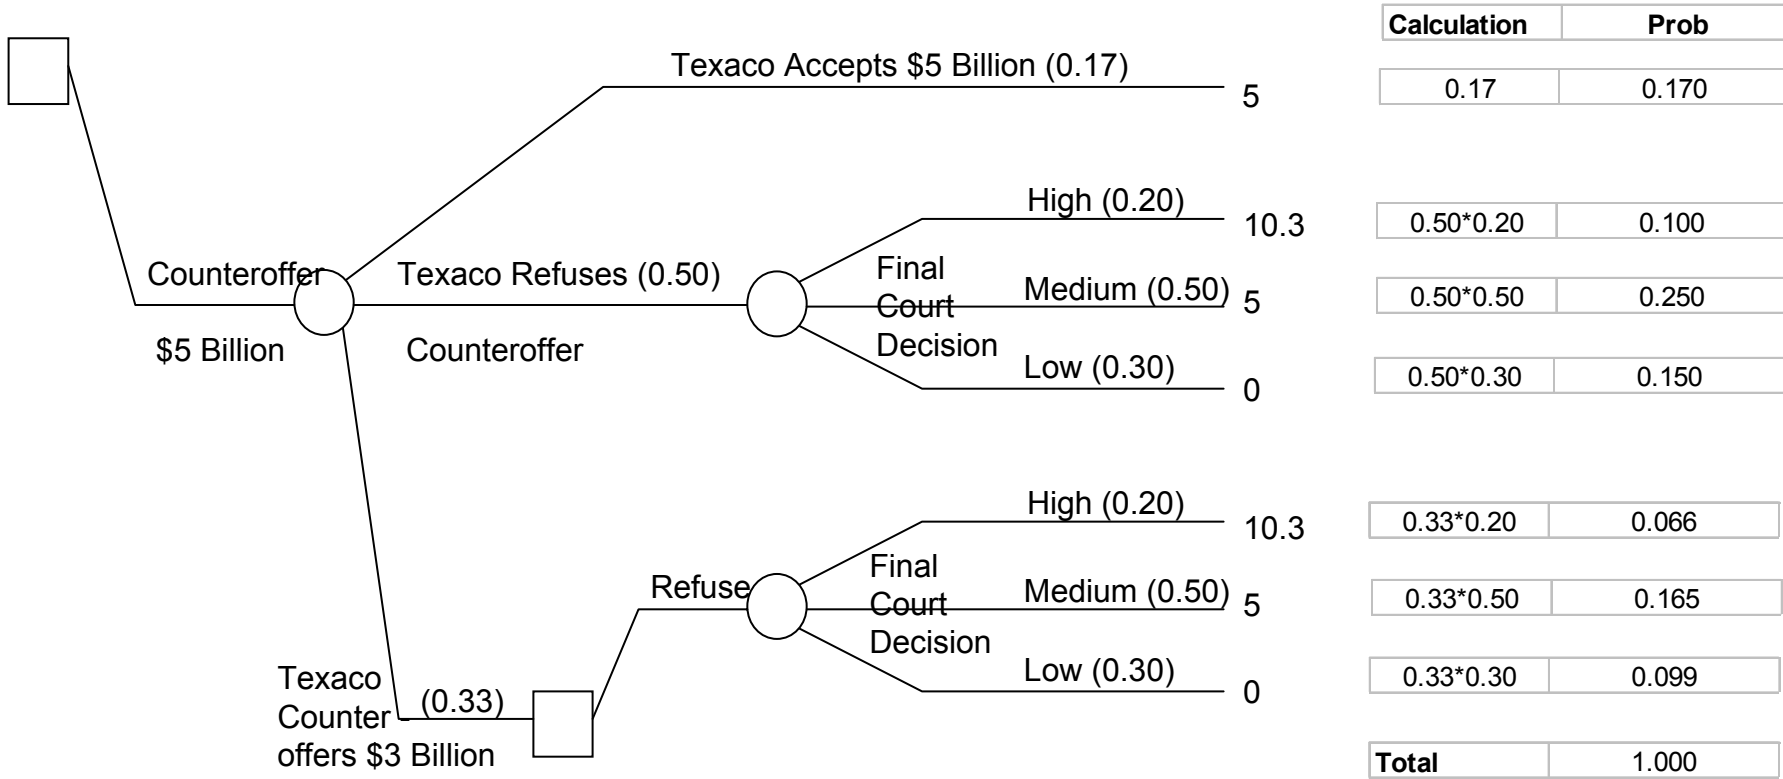 Calculation Prob
Texaco Accepts $5 Billion (0.17)
5
0.17 0.170
High (0.20)
10.3
0.50*0.20 0.100
Counteroffer
$5 Billion
Texaco Refuses (0.50)
Counteroffer
Final
Court
Decision
Medium (0.50)
5
0.50*0.50 0.250
Low (0.30)
0
0.50*0.30 0.150
High (0.20)
10.3
0.33*0.20 0.066
Refuse
Final
Court
Decision
Medium (0.50)
5
0.33*0.50 0.165
Low (0.30)
0
0.33*0.30 0.099
Texaco
Counter -
offers $3 Billion
(0.33)
Total 1.000